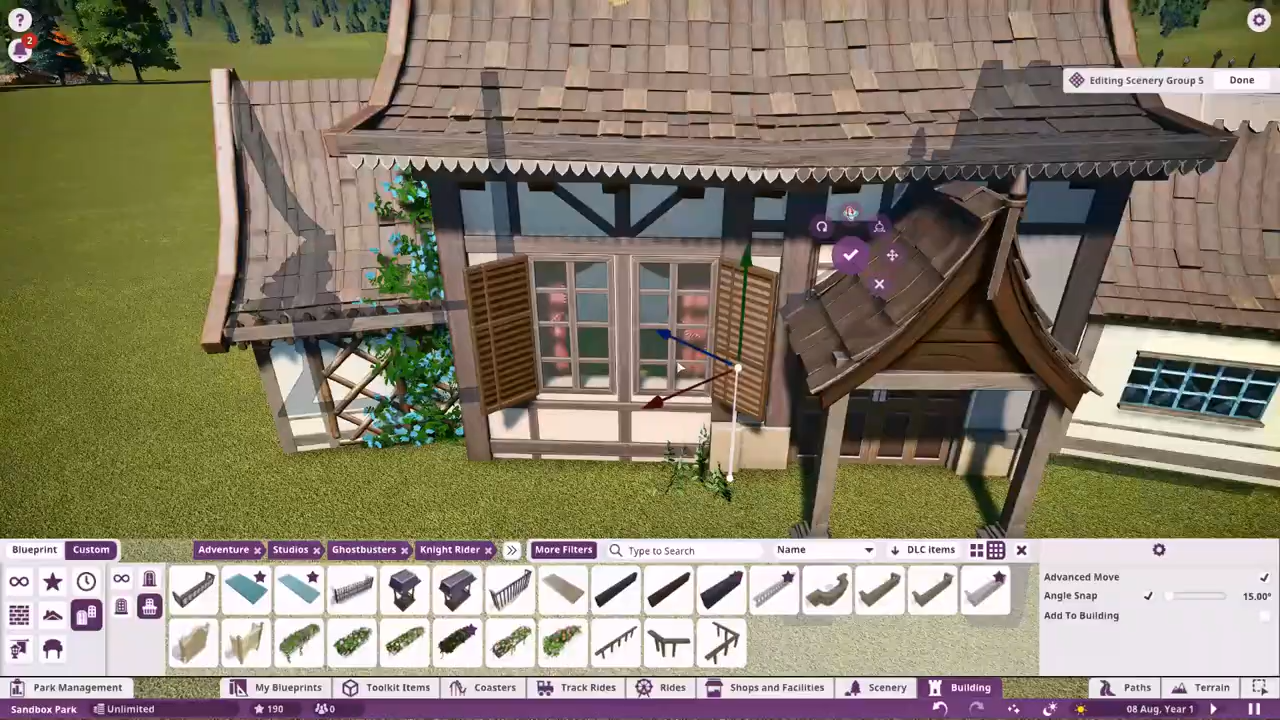 ?
2
Editing Scenery Group 5 Done
Blueprint Custom Adventure × Studios × Ghostbusters × Knight Rider × » More Filters Type to Search Name DLC items
Advanced Move
Angle Snap 15.00°
Add To Building
Park Management My Blueprints Toolkit Items Coasters Track Rides Rides Shops and Facilities Scenery Building Paths Terrain
Sandbox Park Unlimited 190 0 08 Aug, Year 1